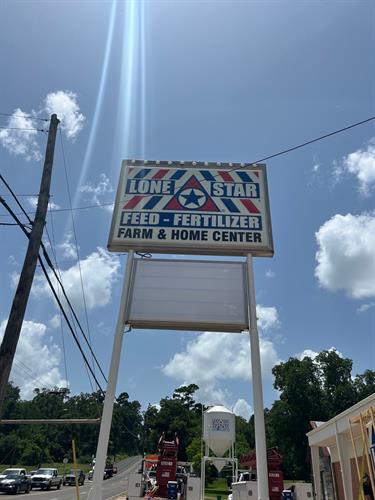 LONE STAR
FEED - FERTILIZER
FARM & HOME CENTER